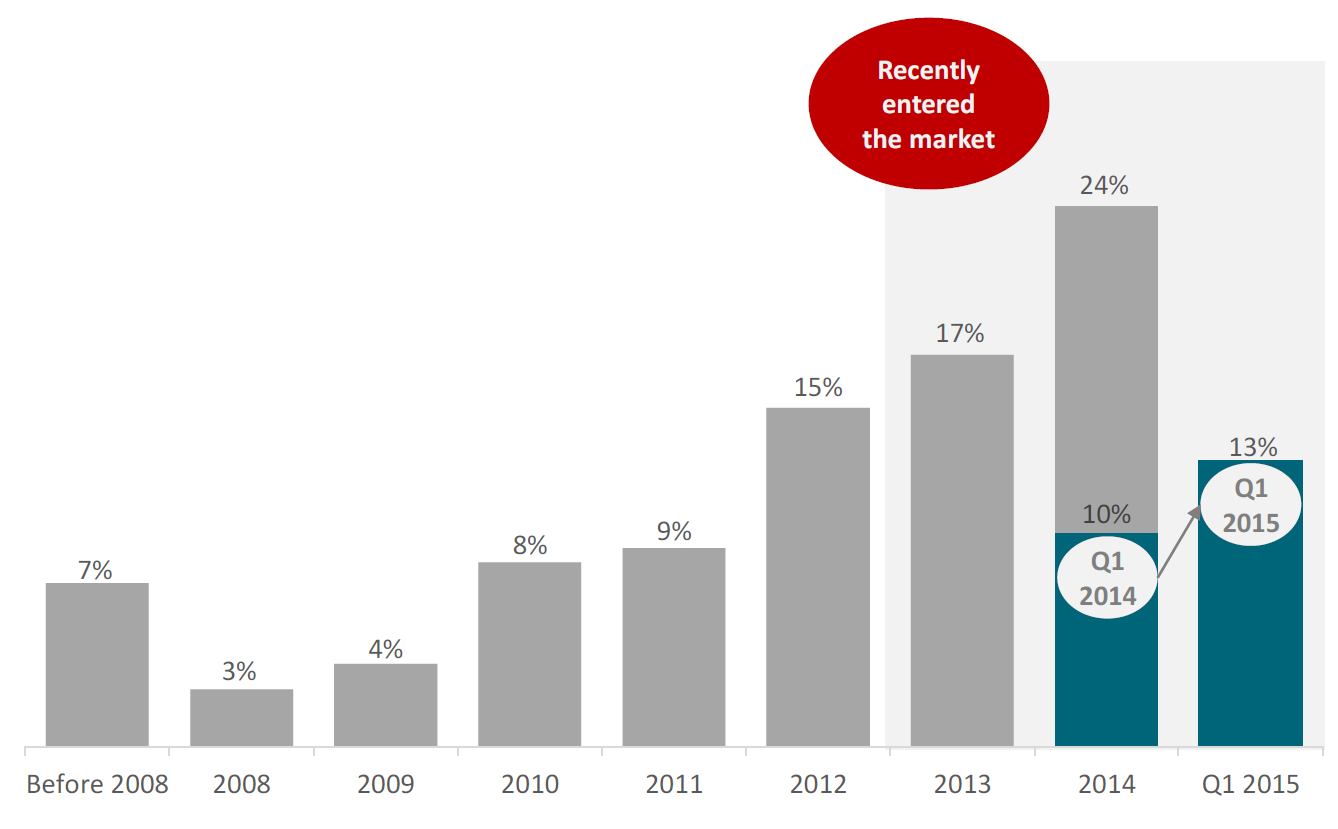 Recently
entered
the market
24%
17%
15%
13%
Q1
2015
10%
Q1
2014
9%
8%
7%
4%
3%
Before 2008
2008
2009
2010
2011
2012
2013
2014
Q1 2015